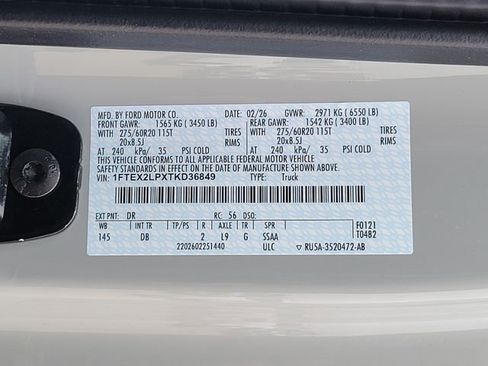 MFD. BY FORD MOTOR CO. 02/26 GVWR: 2971 KG (6550 LB)
FRONT GAWR: 1565 KG (3450 LB) REAR GAWR: 1542 KG (3400 LB)
WITH 275/60R20 115T TIRES WITH 275/60R20 115T TIRES
20x8.5J RIMS 20x8.5J RIMS
AT 240 kPa/ 35 PSI COLD AT 240 kPa/ 35 PSI COLD
THIS VEHICLE CONFORMS TO ALL APPLICABLE FEDERAL MOTOR VEHICLE
SAFETY AND THEFT PREVENTION STANDARDS IN EFFECT ON THE DATE OF
MANUFACTURE SHOWN ABOVE.
VIN: 1FTEX2LPXTKD36849 TYPE: Truck
EXT PNT: DR RC: 56 DSO:
WB INT TR TP/PS R AXLE TR SPR F0121
145 DB 2 L9 G SSAA T0482
2202602251440 ULC ▽ RU5A-3520472-AB